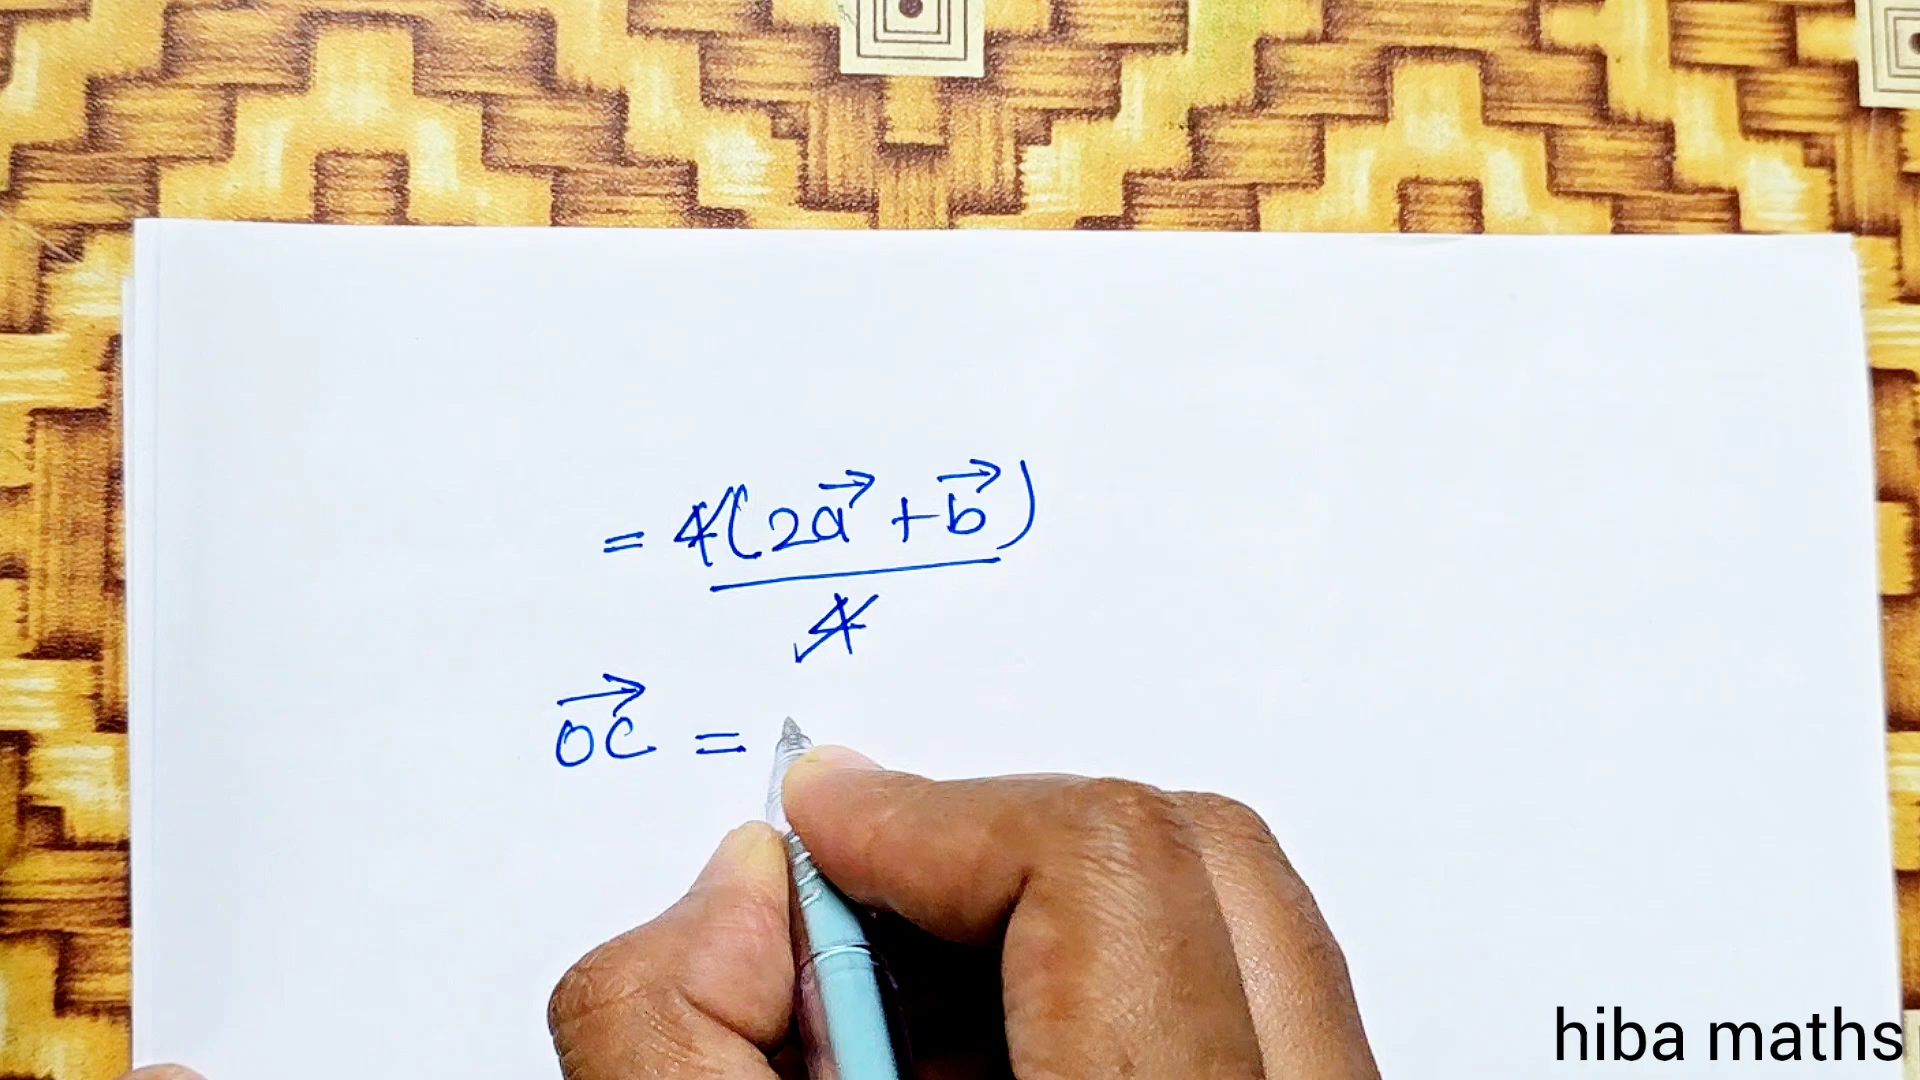 = 4(2a⃗ + b⃗)
4
OC⃗ =
hiba maths